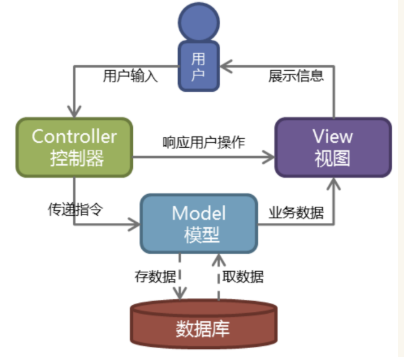 用
户
用户输入
展示信息
Controller
控制器
响应用户操作
View
视图
传递指令
Model
模型
业务数据
存数据
取数据
数据库